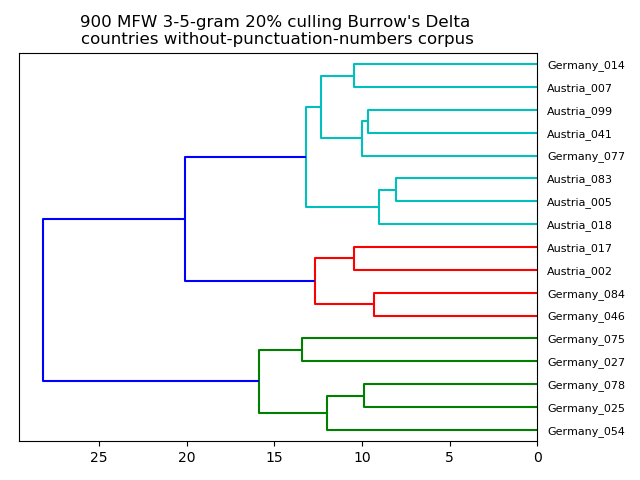 900 MFW 3-5-gram 20% culling Burrow's Delta
countries without-punctuation-numbers corpus
Germany_014
Austria_007
Austria_099
Austria_041
Germany_077
Austria_083
Austria_005
Austria_018
Austria_017
Austria_002
Germany_084
Germany_046
Germany_075
Germany_027
Germany_078
Germany_025
Germany_054
25 20 15 10 5 0